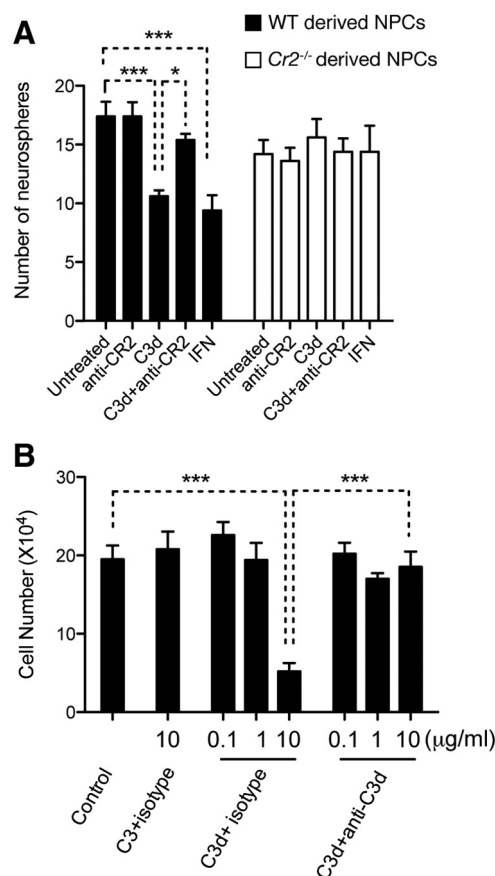 A
WT derived NPCs
Cr2-/- derived NPCs
***
*** *
Number of neurospheres
20
15
10
5
0
Untreated
anti-CR2
C3d
C3d+anti-CR2
IFN
Untreated
anti-CR2
C3d
C3d+anti-CR2
IFN
B
*** ***
Cell Number (X10⁴)
30
20
10
0
10 0.1 1 10 0.1 1 10 (μg/ml)
Control
C3+isotype
C3d+ isotype
C3d+anti-C3d